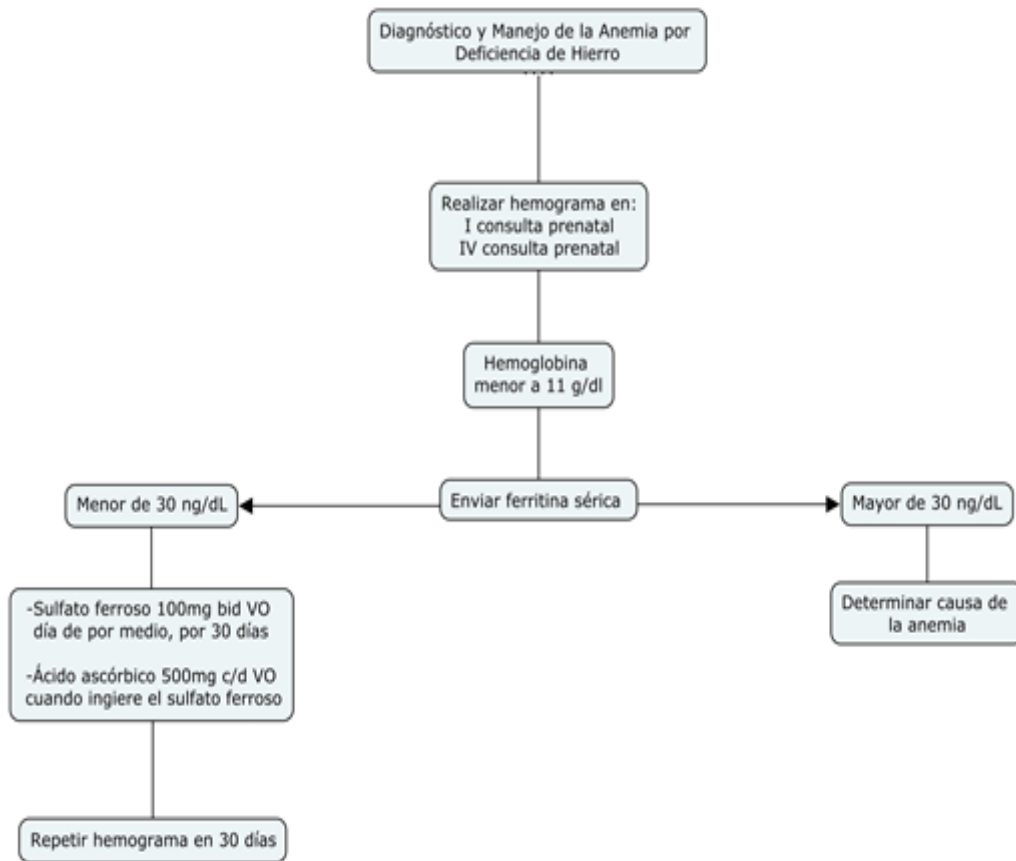 Diagnóstico y Manejo de la Anemia por
Deficiencia de Hierro
Realizar hemograma en:
I consulta prenatal
IV consulta prenatal
Hemoglobina
menor a 11 g/dl
Enviar ferritina sérica
Menor de 30 ng/dL
Mayor de 30 ng/dL
-Sulfato ferroso 100mg bid VO
día de por medio, por 30 días
-Ácido ascórbico 500mg c/d VO
cuando ingiere el sulfato ferroso
Determinar causa de
la anemia
Repetir hemograma en 30 días